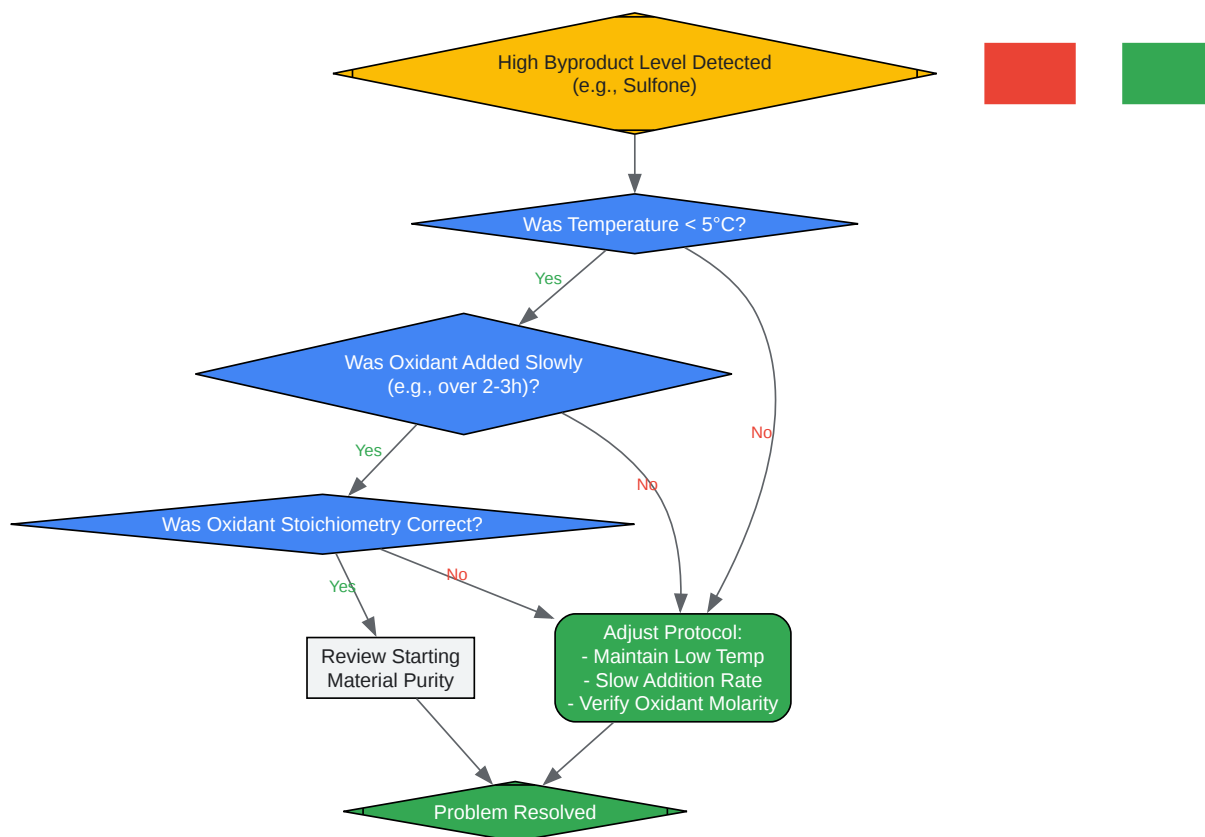 High Byproduct Level Detected
(e.g., Sulfone)
Was Temperature < 5°C?
Yes
Was Oxidant Added Slowly
(e.g., over 2-3h)?
No
Yes
No
Was Oxidant Stoichiometry Correct?
Yes
No
Review Starting
Material Purity
Adjust Protocol:
- Maintain Low Temp
- Slow Addition Rate
- Verify Oxidant Molarity
Problem Resolved